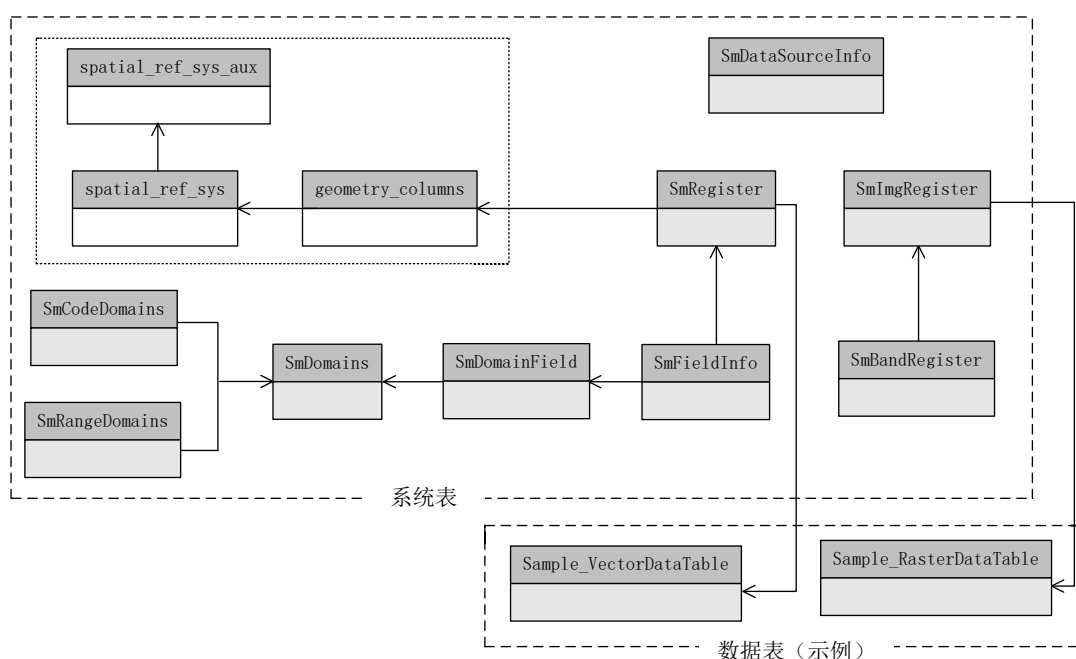 spatial_ref_sys_aux
SmDataSourceInfo
spatial_ref_sys
geometry_columns
SmRegister
SmImgRegister
SmCodeDomains
SmDomains
SmDomainField
SmFieldInfo
SmBandRegister
SmRangeDomains
系统表
Sample_VectorDataTable
Sample_RasterDataTable
数据表（示例）